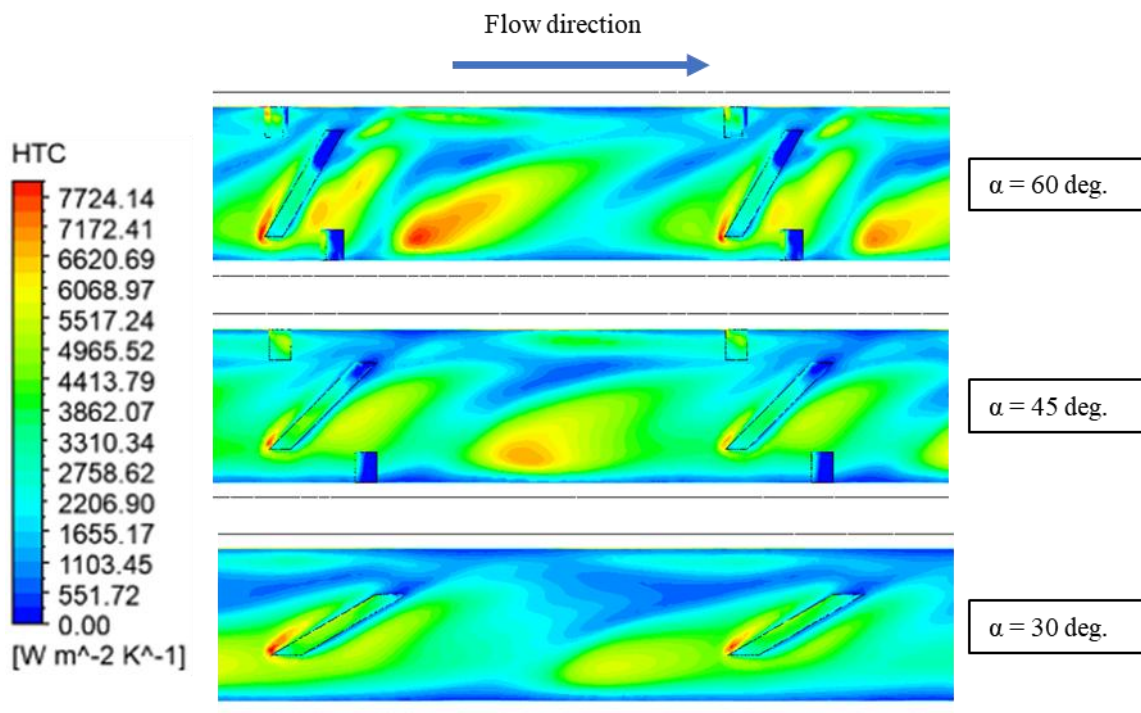 Flow direction
HTC
7724.14
7172.41
6620.69
6068.97
5517.24
4965.52
4413.79
3862.07
3310.34
2758.62
2206.90
1655.17
1103.45
551.72
0.00
[W m^-2 K^-1]
α = 60 deg.
α = 45 deg.
α = 30 deg.